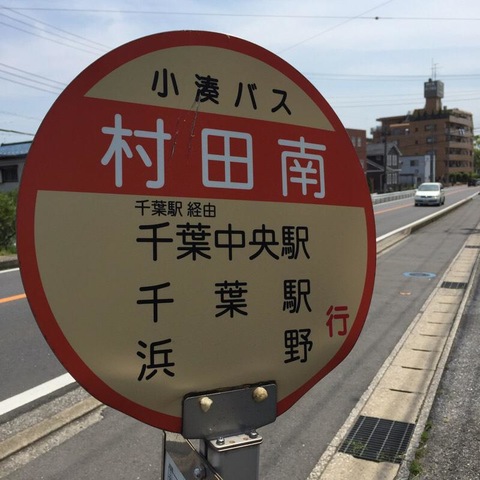 小湊バス
村田南
千葉駅 経由
千葉中央駅
千葉駅
浜野
行